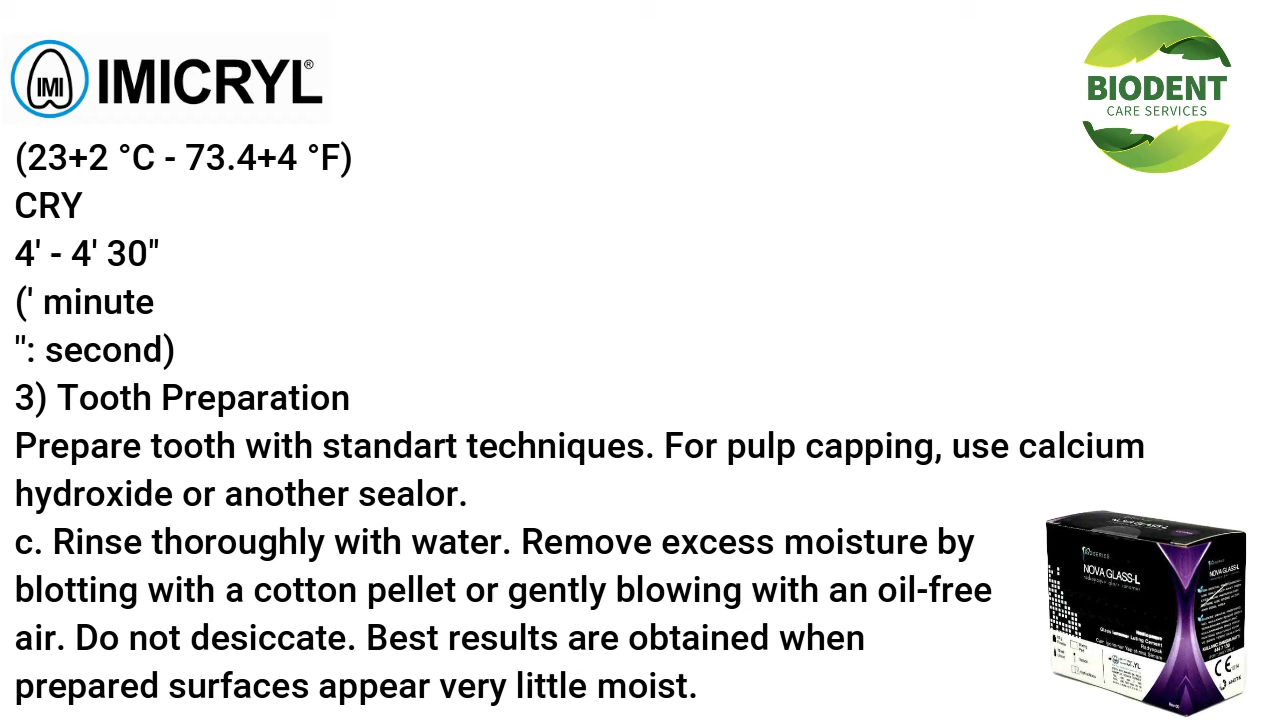 IMI IMICRYL®
BIODENT
CARE SERVICES
(23+2 °C - 73.4+4 °F)
CRY
4' - 4' 30"
(' minute
": second)
3) Tooth Preparation
Prepare tooth with standart techniques. For pulp capping, use calcium
hydroxide or another sealor.
c. Rinse thoroughly with water. Remove excess moisture by
blotting with a cotton pellet or gently blowing with an oil-free
air. Do not desiccate. Best results are obtained when
prepared surfaces appear very little moist.
NOVA GLASS-L
NOVA GLASS-L